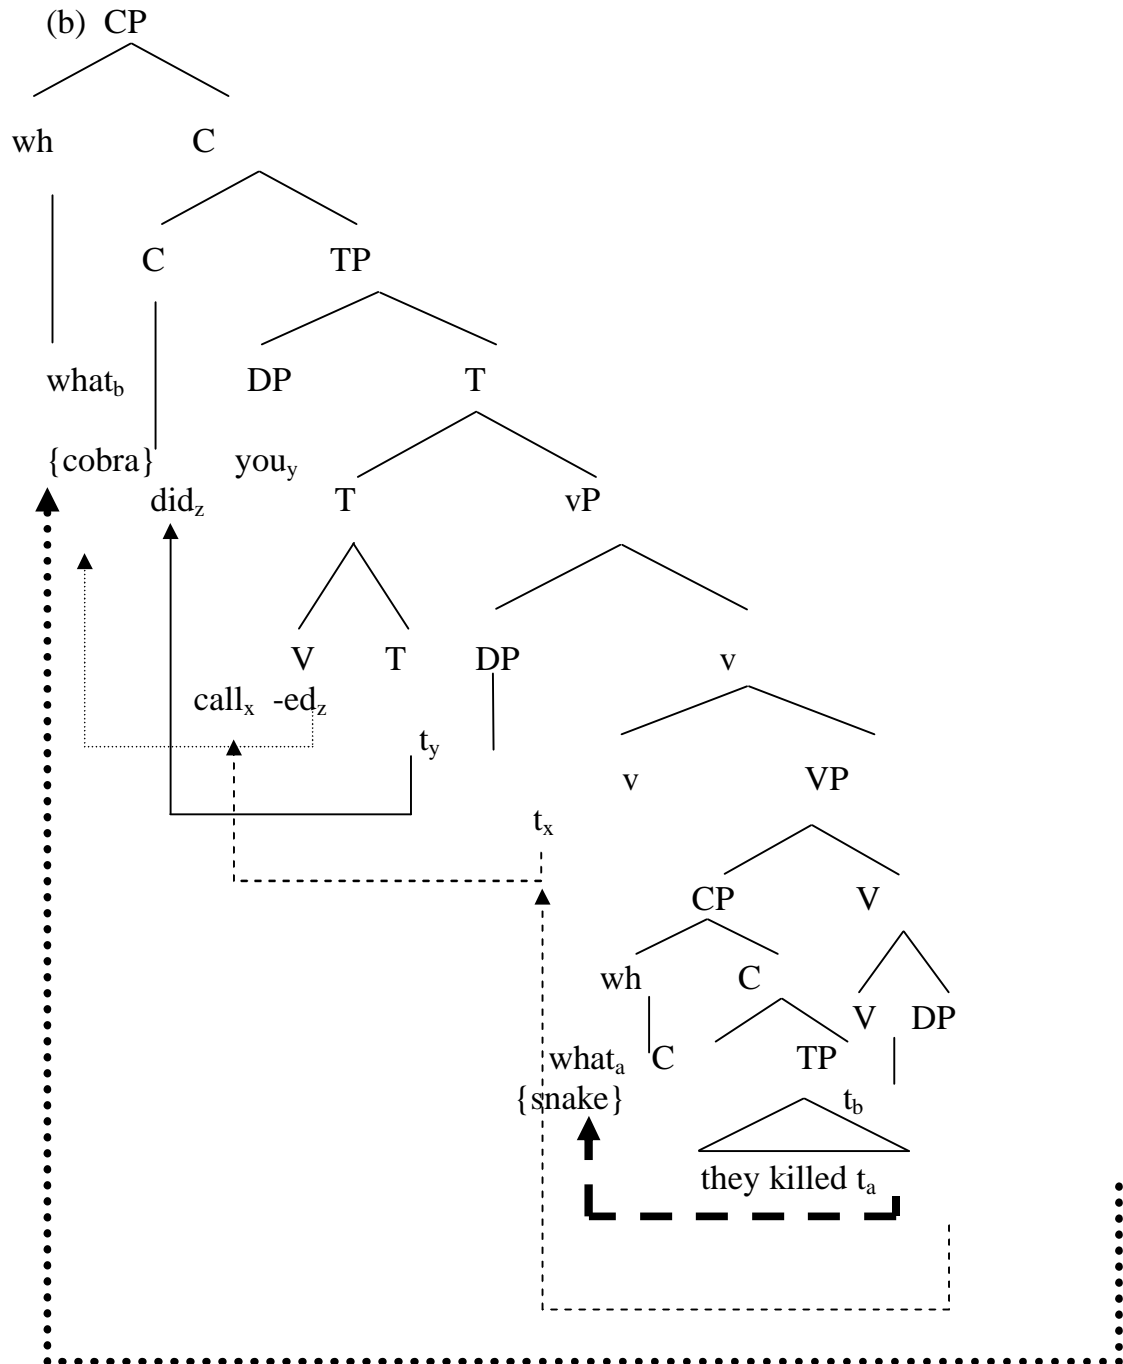 (b) CP
wh C
C TP
what_b DP T
{cobra} you_y
did_z T vP
V T DP v
call_x -ed_z
t_y
v VP
t_x
CP V
wh C
V DP
what_a C TP
{snake} t_b
they killed t_a